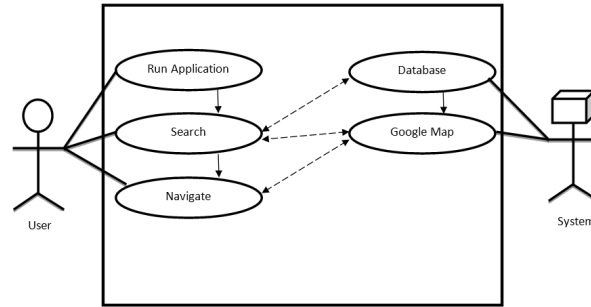 Run Application
Database
Search
Google Map
Navigate
User
System